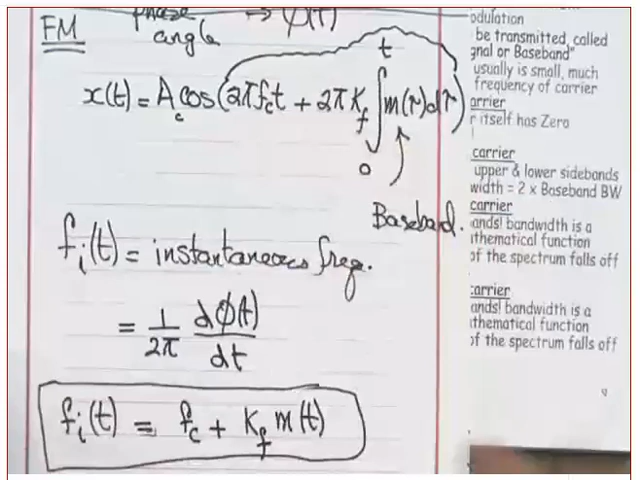 FM
phase → φ(t)
angle
x(t) = A_c cos(2πf_c t + 2πK_f ∫₀ᵗ m(τ)dτ)
Baseband.
f_i(t) = instantaneous freq.
= 1/2π dφ(t)/dt
f_i(t) = f_c + K_f m(t)
odulation
be transmitted, called
gnal or Baseband"
usually is small, much
frequency of carrier
arrier
r itself has Zero
carrier
upper & lower sidebands
width = 2 x Baseband BW
carrier
ands! bandwidth is a
thematical function
of the spectrum falls off
carrier
ands! bandwidth is a
thematical function
of the spectrum falls off